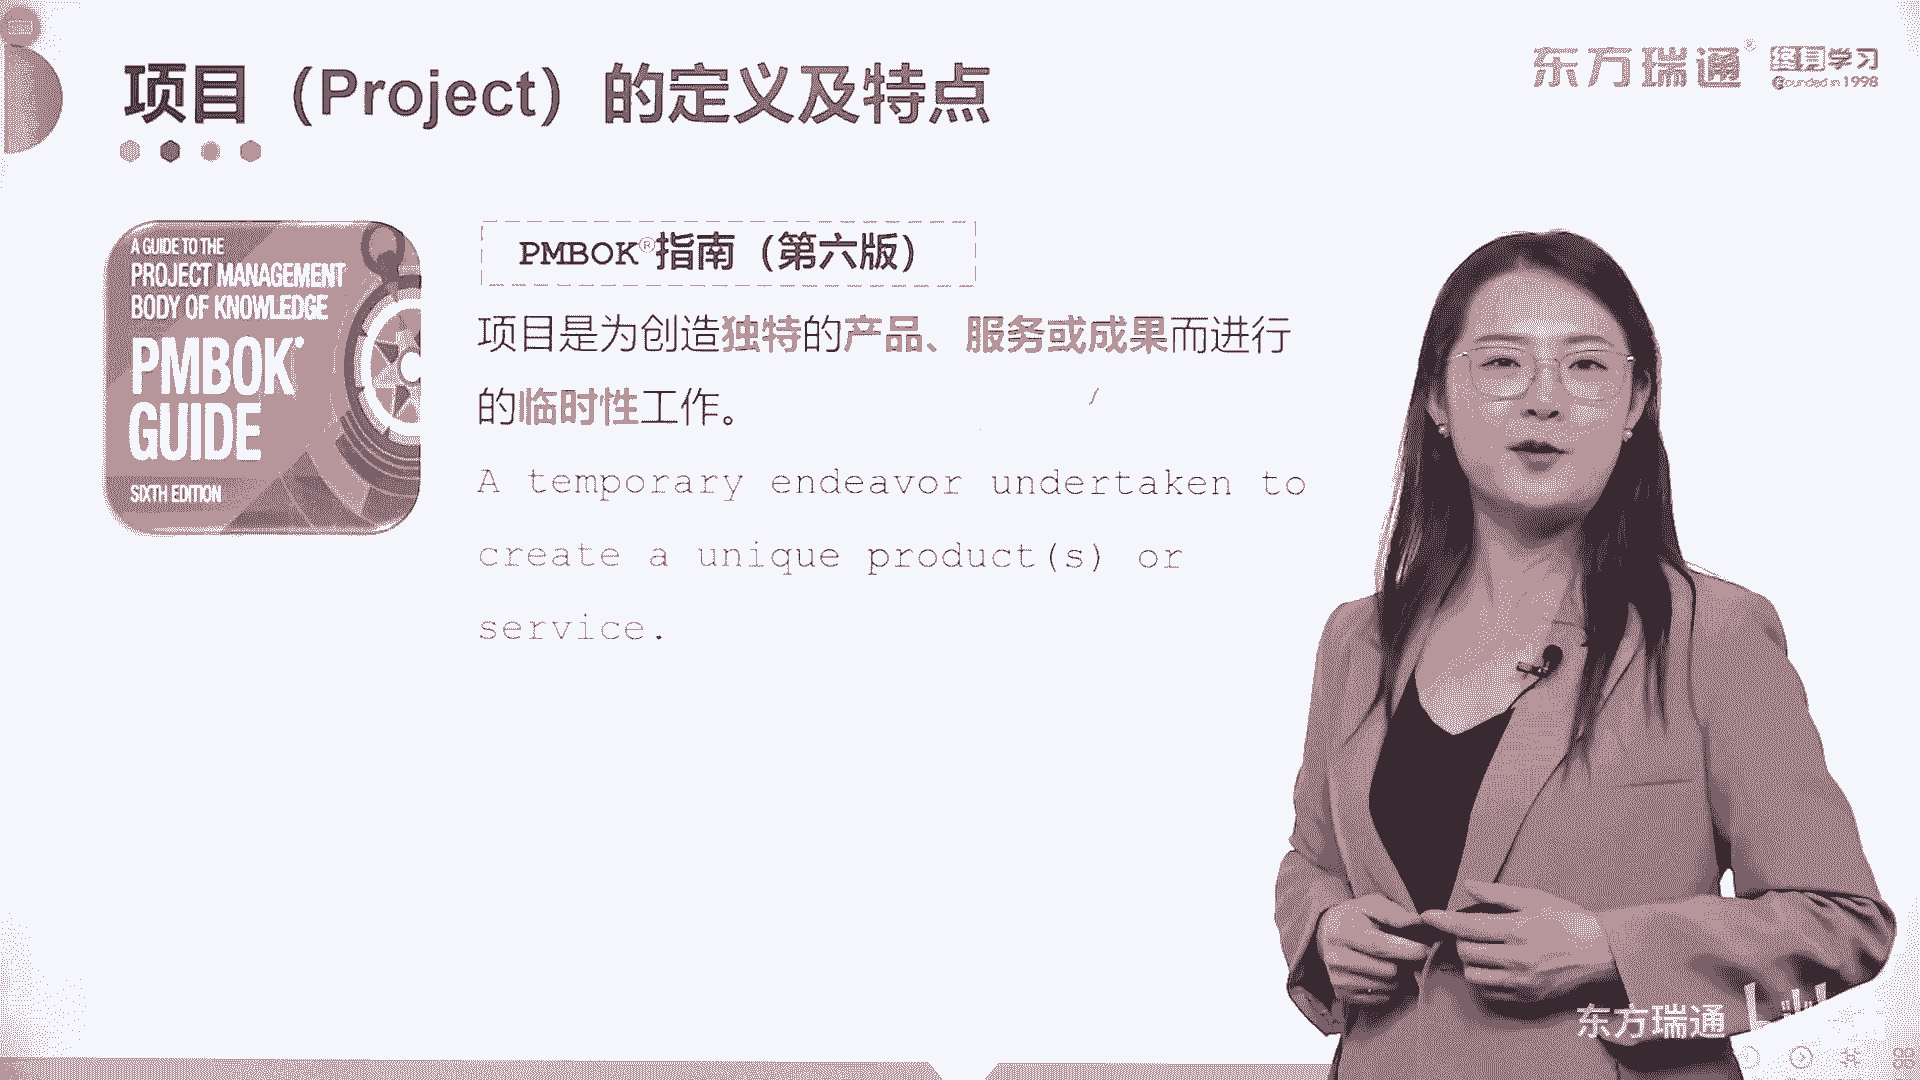 项目（Project）的定义及特点
东方瑞通® 终身学习
Founded in 1998
A GUIDE TO THE
PROJECT MANAGEMENT
BODY OF KNOWLEDGE
PMBOK®
GUIDE
SIXTH EDITION
PMBOK®指南（第六版）
项目是为创造独特的产品、服务或成果而进行
的临时性工作。
A temporary endeavor undertaken to
create a unique product(s) or
service.
东方瑞通